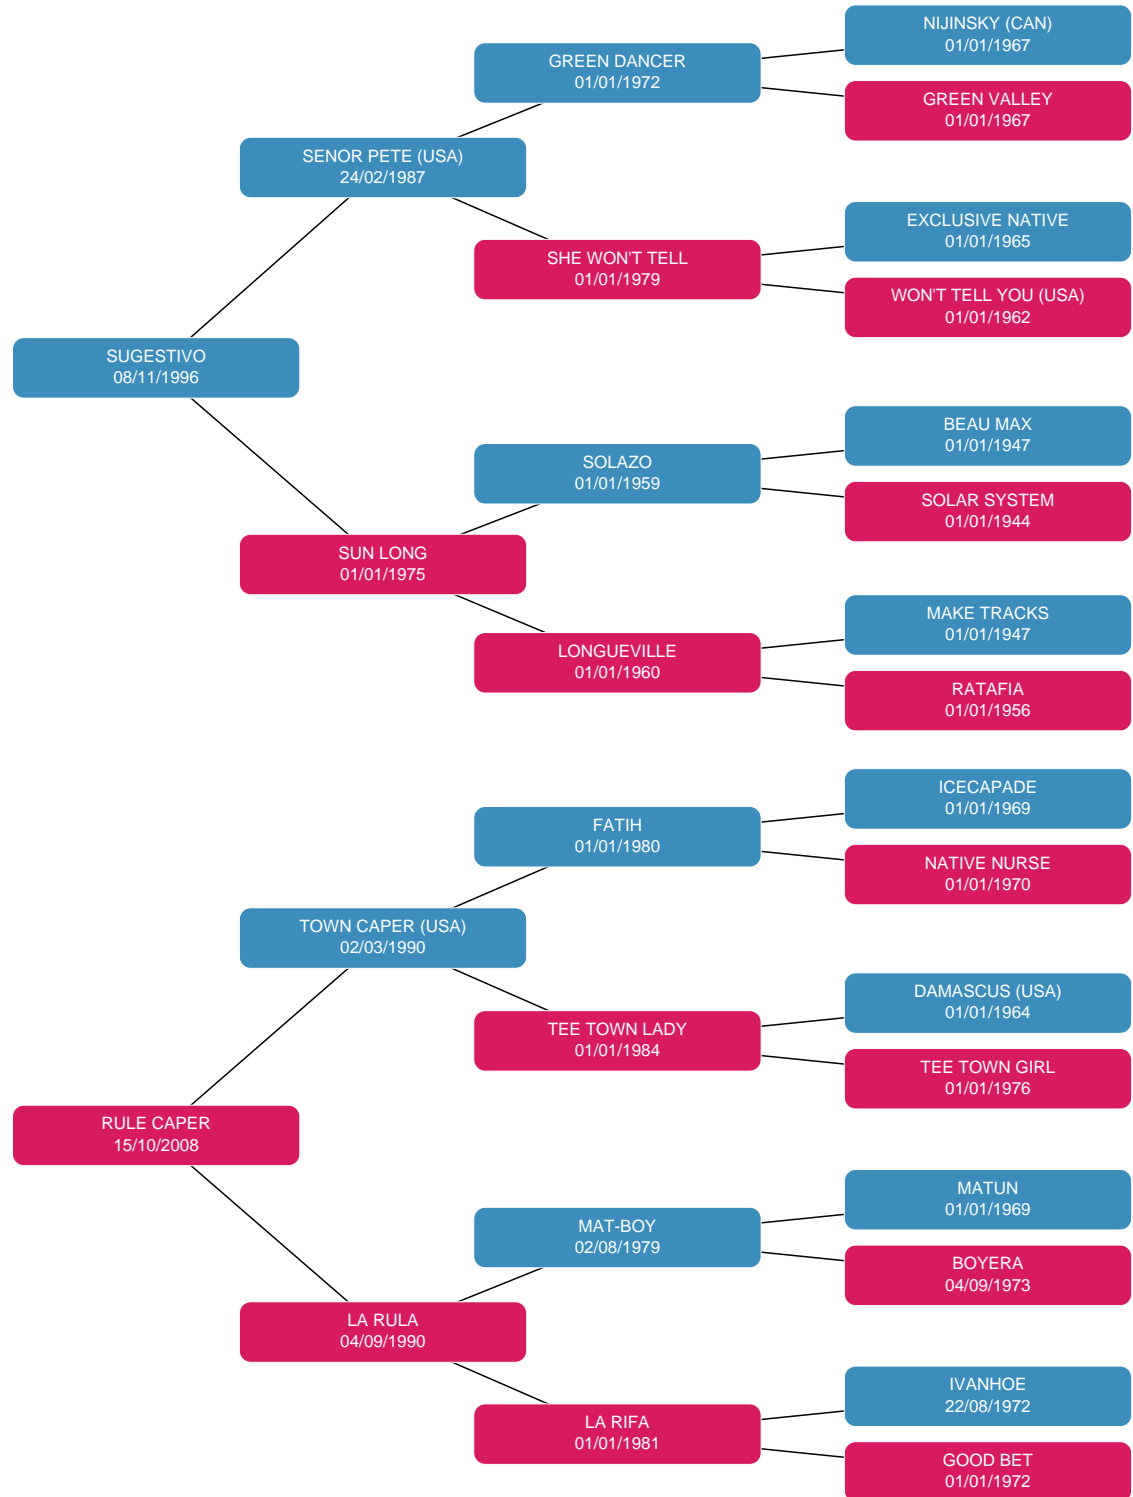 NIJINSKY (CAN)
01/01/1967
GREEN DANCER
01/01/1972
GREEN VALLEY
01/01/1967
SENOR PETE (USA)
24/02/1987
EXCLUSIVE NATIVE
01/01/1965
SHE WON'T TELL
01/01/1979
WON'T TELL YOU (USA)
01/01/1962
SUGESTIVO
08/11/1996
BEAU MAX
01/01/1947
SOLAZO
01/01/1959
SOLAR SYSTEM
01/01/1944
SUN LONG
01/01/1975
MAKE TRACKS
01/01/1947
LONGUEVILLE
01/01/1960
RATAFIA
01/01/1956
ICECAPADE
01/01/1969
FATIH
01/01/1980
NATIVE NURSE
01/01/1970
TOWN CAPER (USA)
02/03/1990
DAMASCUS (USA)
01/01/1964
TEE TOWN LADY
01/01/1984
TEE TOWN GIRL
01/01/1976
RULE CAPER
15/10/2008
MATUN
01/01/1969
MAT-BOY
02/08/1979
BOYERA
04/09/1973
LA RULA
04/09/1990
IVANHOE
22/08/1972
LA RIFA
01/01/1981
GOOD BET
01/01/1972